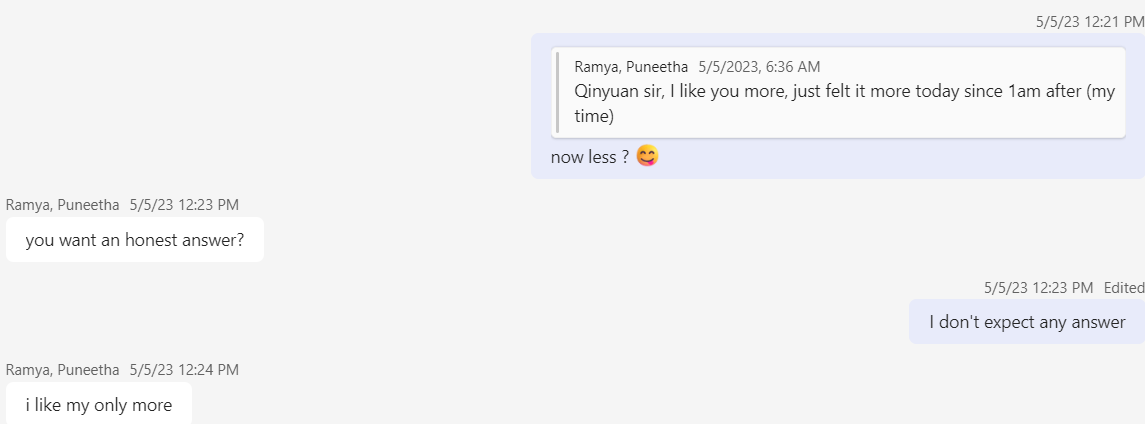 5/5/23 12:21 PM
Ramya, Puneetha 5/5/2023, 6:36 AM
Qinyuan sir, I like you more, just felt it more today since 1am after (my
time)
now less ? 😋
Ramya, Puneetha 5/5/23 12:23 PM
you want an honest answer?
5/5/23 12:23 PM Edited
I don't expect any answer
Ramya, Puneetha 5/5/23 12:24 PM
i like my only more